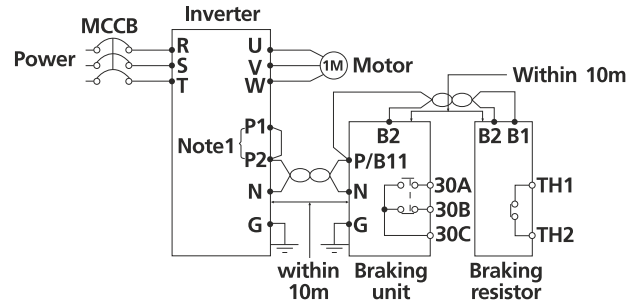 Inverter
MCCB
Power
R
S
T
U
V
W
1M
Motor
Within 10m
P1
Note1
P2
N
G
B2
P/B11
N
G
30A
30B
30C
B2 B1
TH1
TH2
within
10m
Braking
unit
Braking
resistor